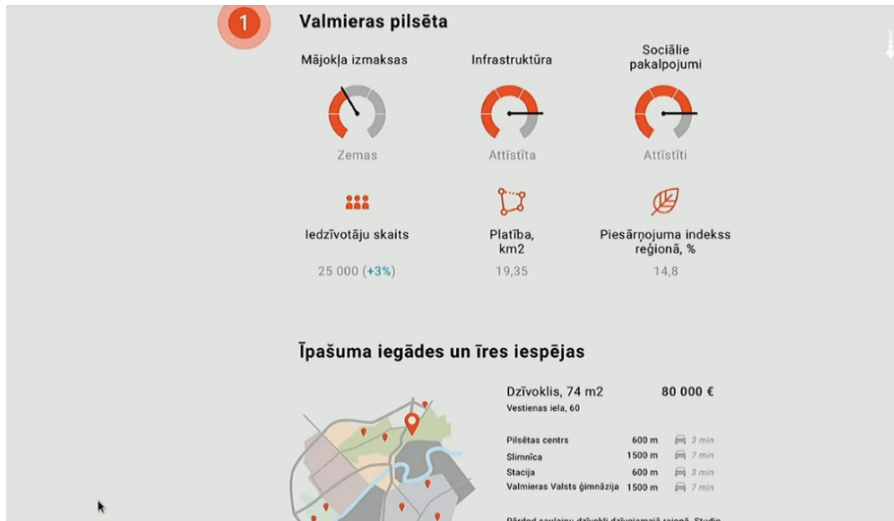 1
Valmieras pilsēta
Mājokļa izmaksas
Infrastruktūra
Sociālie
pakalpojumi
Zemas
Attīstīta
Attīstīti
Iedzīvotāju skaits
Platība,
km2
Piesārņojuma indekss
reģionā, %
25 000 (+3%)
19,35
14,8
Īpašuma iegādes un īres iespējas
Dzīvoklis, 74 m2 80 000 €
Vestienas iela, 60
Pilsētas centrs 600 m 3 min
Slimnīca 1500 m 7 min
Stacija 600 m 3 min
Valmieras Valsts ģimnāzija 1500 m 7 min